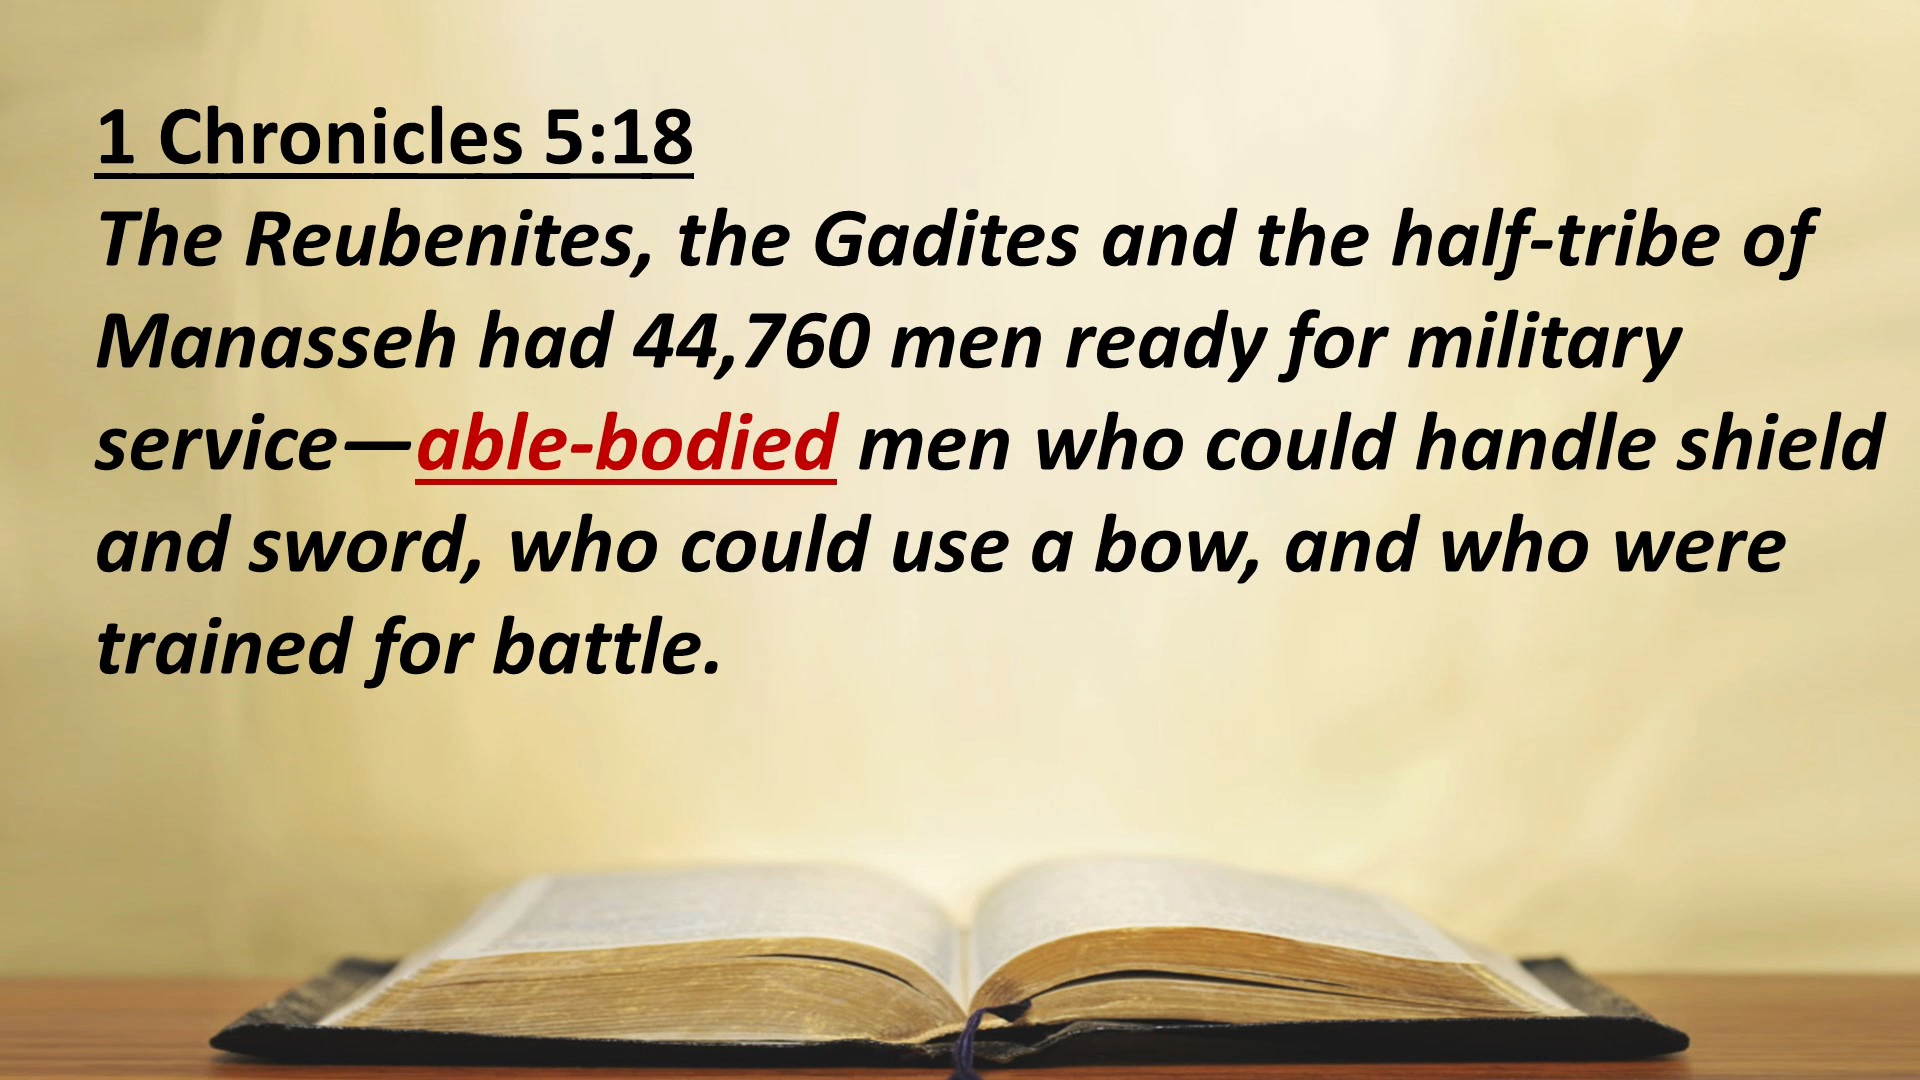 1 Chronicles 5:18
The Reubenites, the Gadites and the half-tribe of
Manasseh had 44,760 men ready for military
service—able-bodied men who could handle shield
and sword, who could use a bow, and who were
trained for battle.